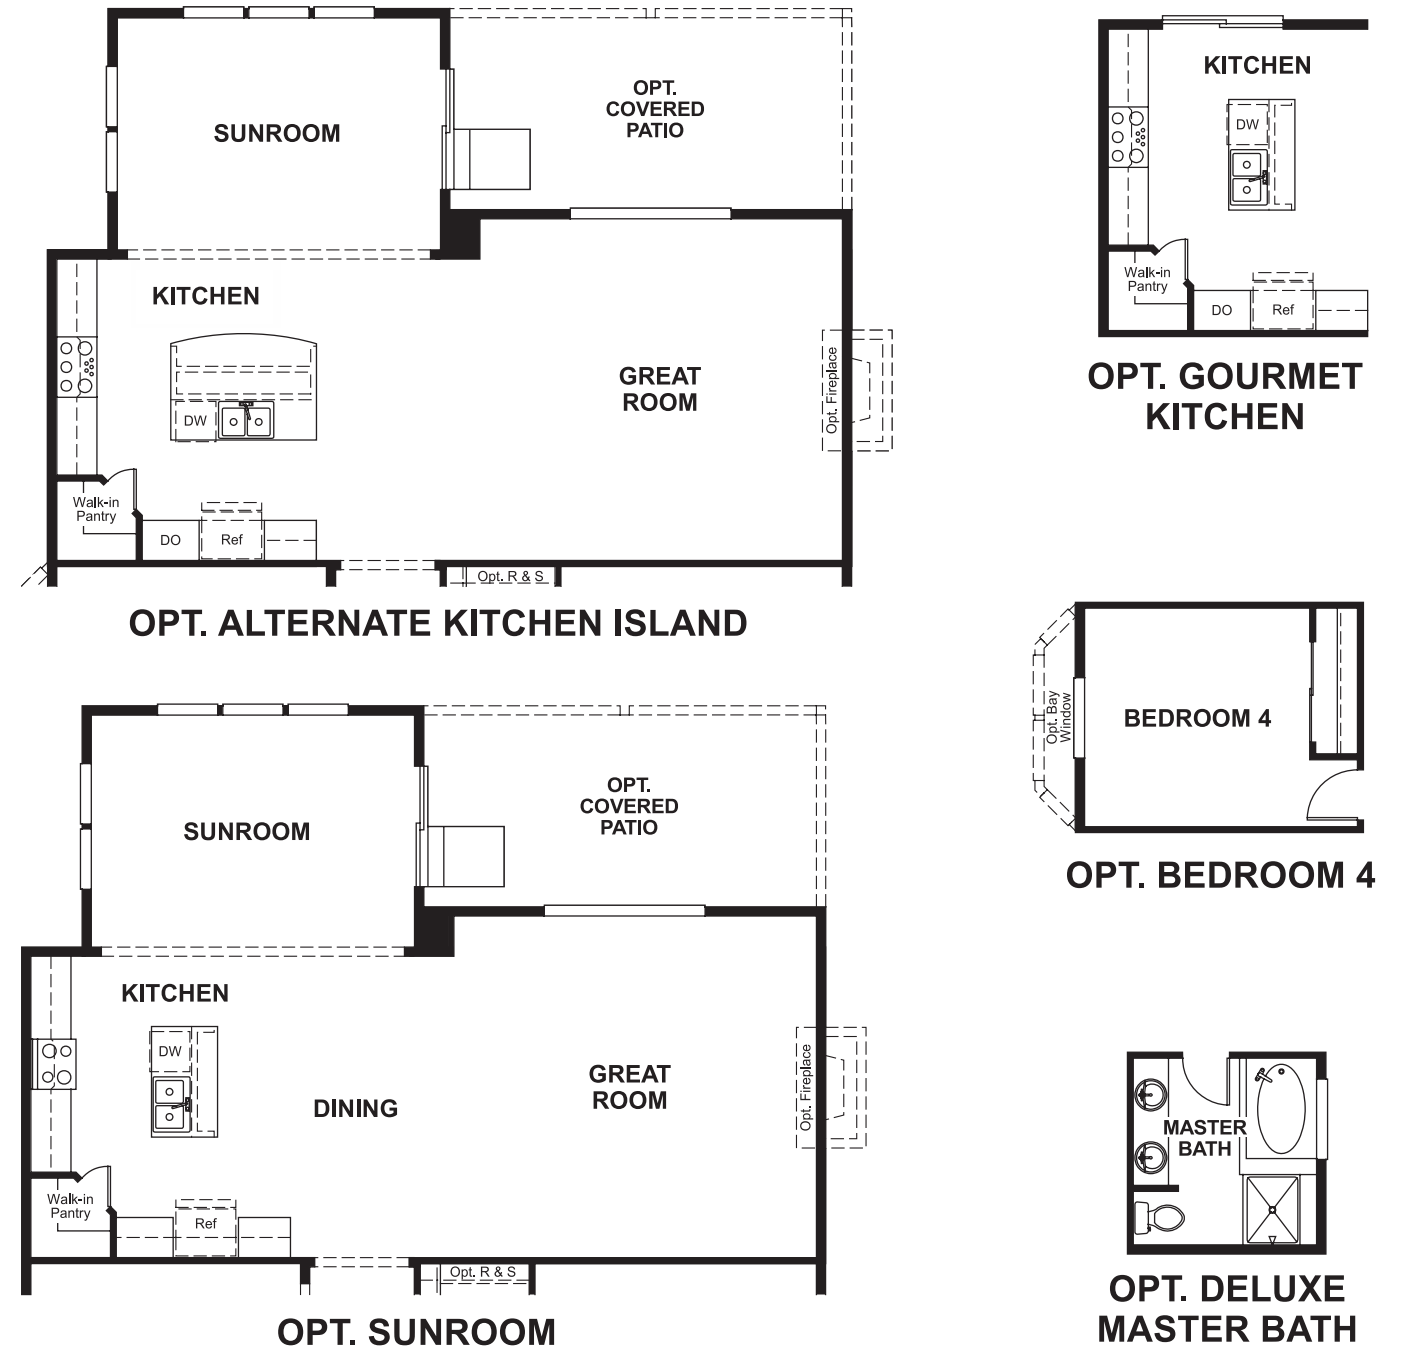 SUNROOM
OPT.
COVERED
PATIO
KITCHEN
GREAT
ROOM
Opt. Fireplace
DW
Walk-in
Pantry
DO
Ref
Opt. R & S
OPT. ALTERNATE KITCHEN ISLAND
KITCHEN
DW
Walk-in
Pantry
DO
Ref
OPT. GOURMET
KITCHEN
Opt. Bay
Window
BEDROOM 4
OPT. BEDROOM 4
SUNROOM
OPT.
COVERED
PATIO
KITCHEN
DW
DINING
GREAT
ROOM
Opt. Fireplace
Walk-in
Pantry
Ref
Opt. R & S
OPT. SUNROOM
MASTER
BATH
OPT. DELUXE
MASTER BATH